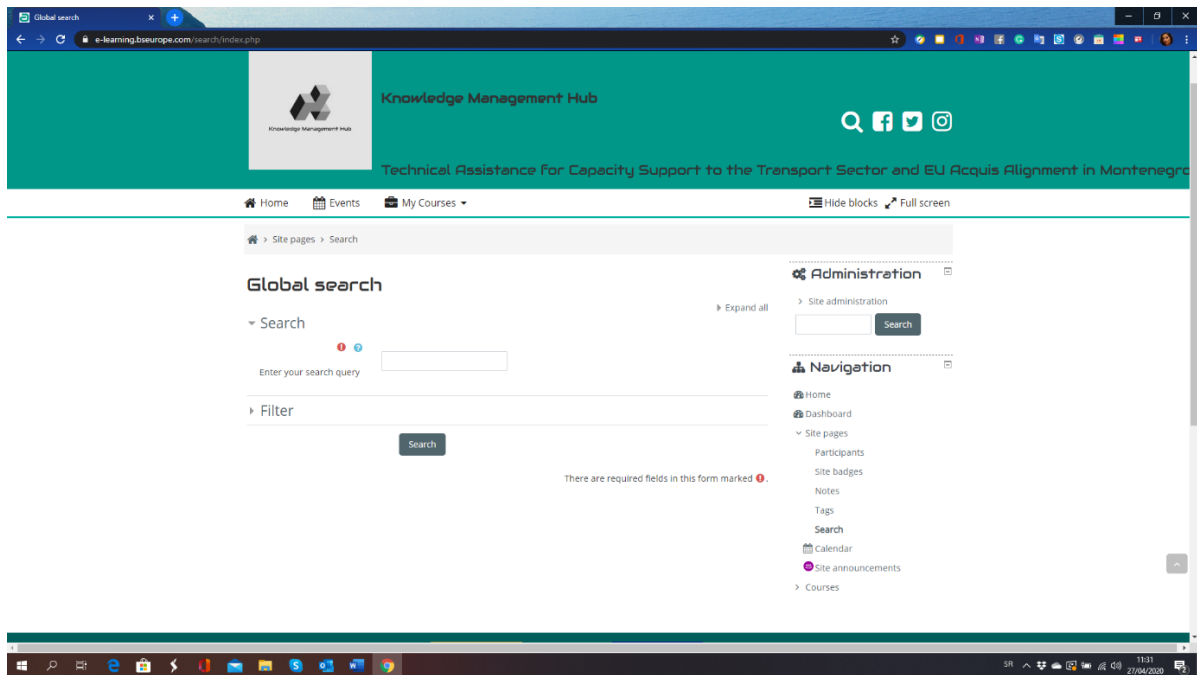 Global search
e-learning.bseurope.com/search/index.php
Knowledge Management Hub
Knowledge Management Hub
Technical Assistance for Capacity Support to the Transport Sector and EU Acquis Alignment in Montenegro
Home Events My Courses Hide blocks Full screen
Site pages > Search
Global search
Expand all
Search
Enter your search query
Filter
Search
There are required fields in this form marked .
Administration
Site administration
Search
Navigation
Home
Dashboard
Site pages
Participants
Site badges
Notes
Tags
Search
Calendar
Site announcements
Courses
SR 11:31
27/04/2020